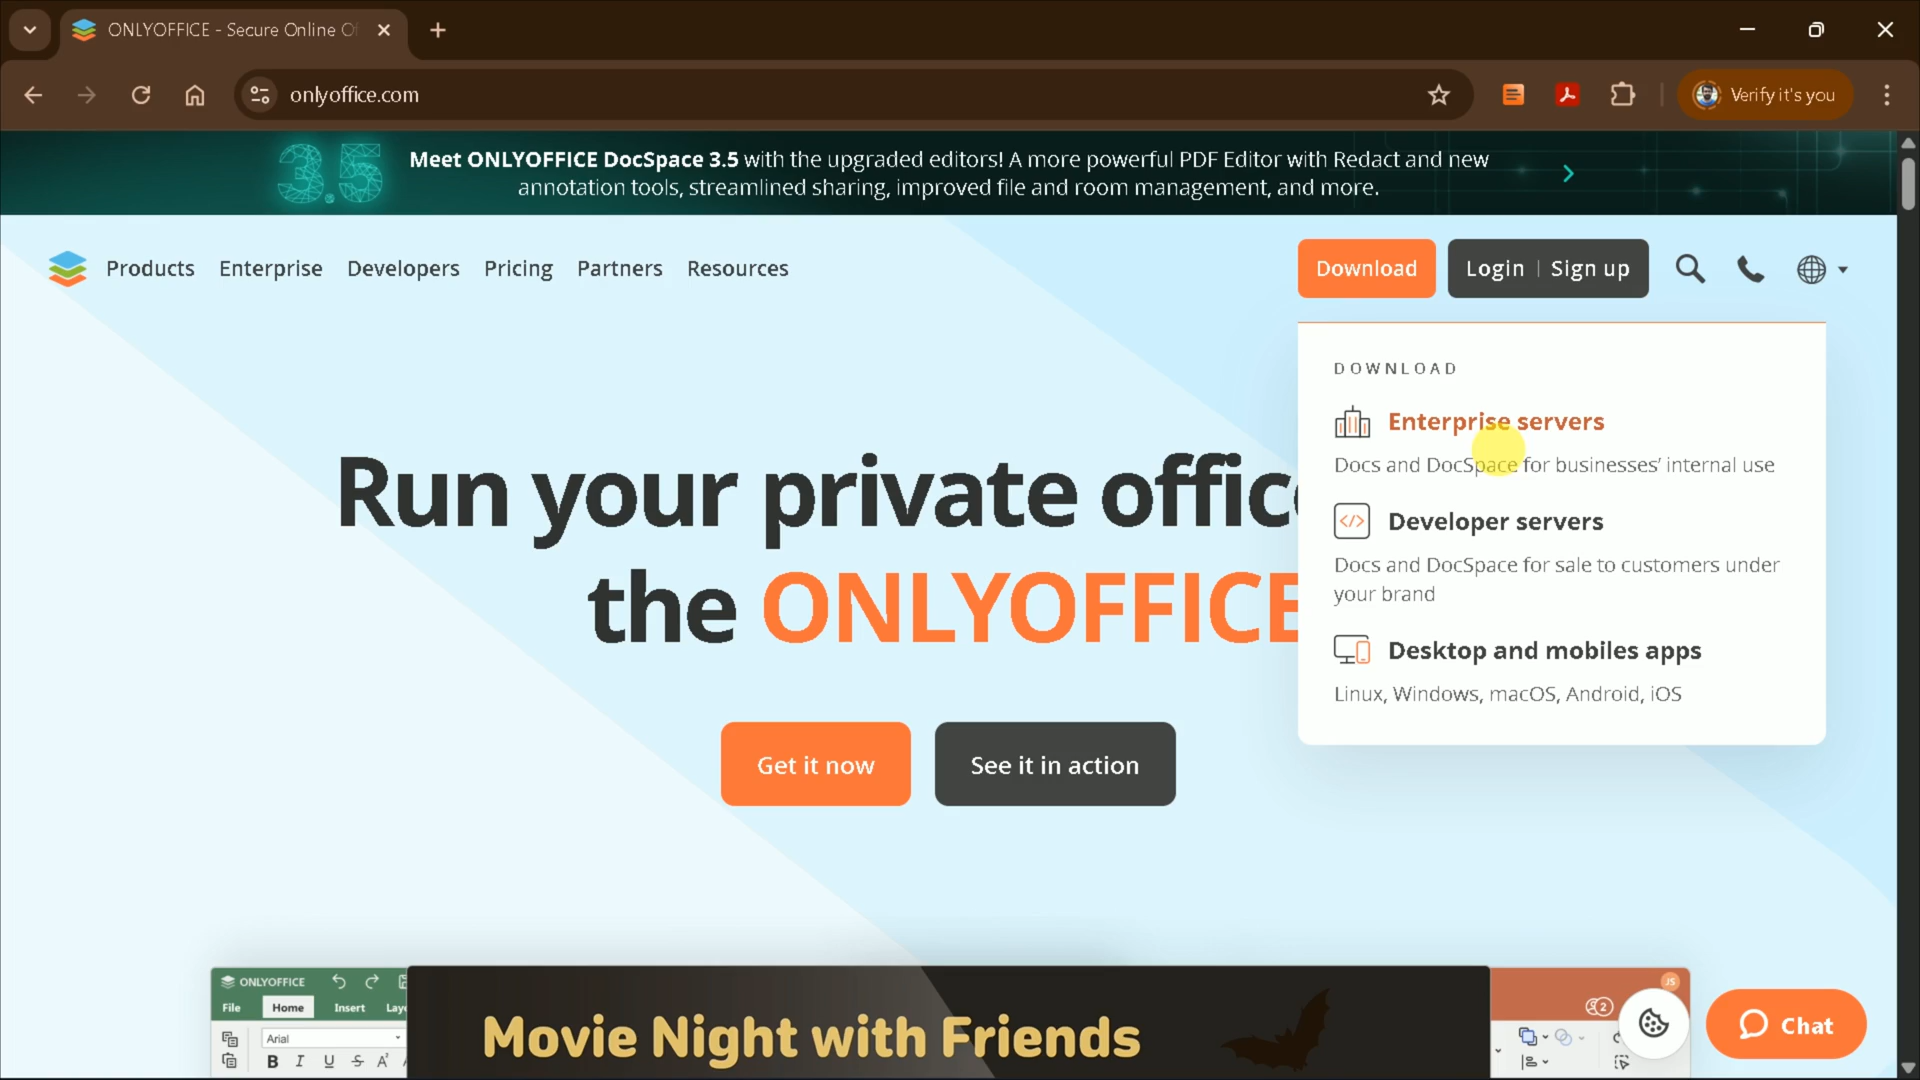 ONLYOFFICE - Secure Online Of
onlyoffice.com
Verify it's you
3.5
Meet ONLYOFFICE DocSpace 3.5 with the upgraded editors! A more powerful PDF Editor with Redact and new
annotation tools, streamlined sharing, improved file and room management, and more.
Products
Enterprise
Developers
Pricing
Partners
Resources
Download
Login | Sign up
DOWNLOAD
Enterprise servers
Docs and DocSpace for businesses' internal use
Developer servers
Docs and DocSpace for sale to customers under
your brand
Desktop and mobiles apps
Linux, Windows, macOS, Android, iOS
Run your private office
the ONLYOFFICE
Get it now
See it in action
ONLYOFFICE
File
Home
Insert
Arial
B I U S A
Movie Night with Friends
JS
2
Chat